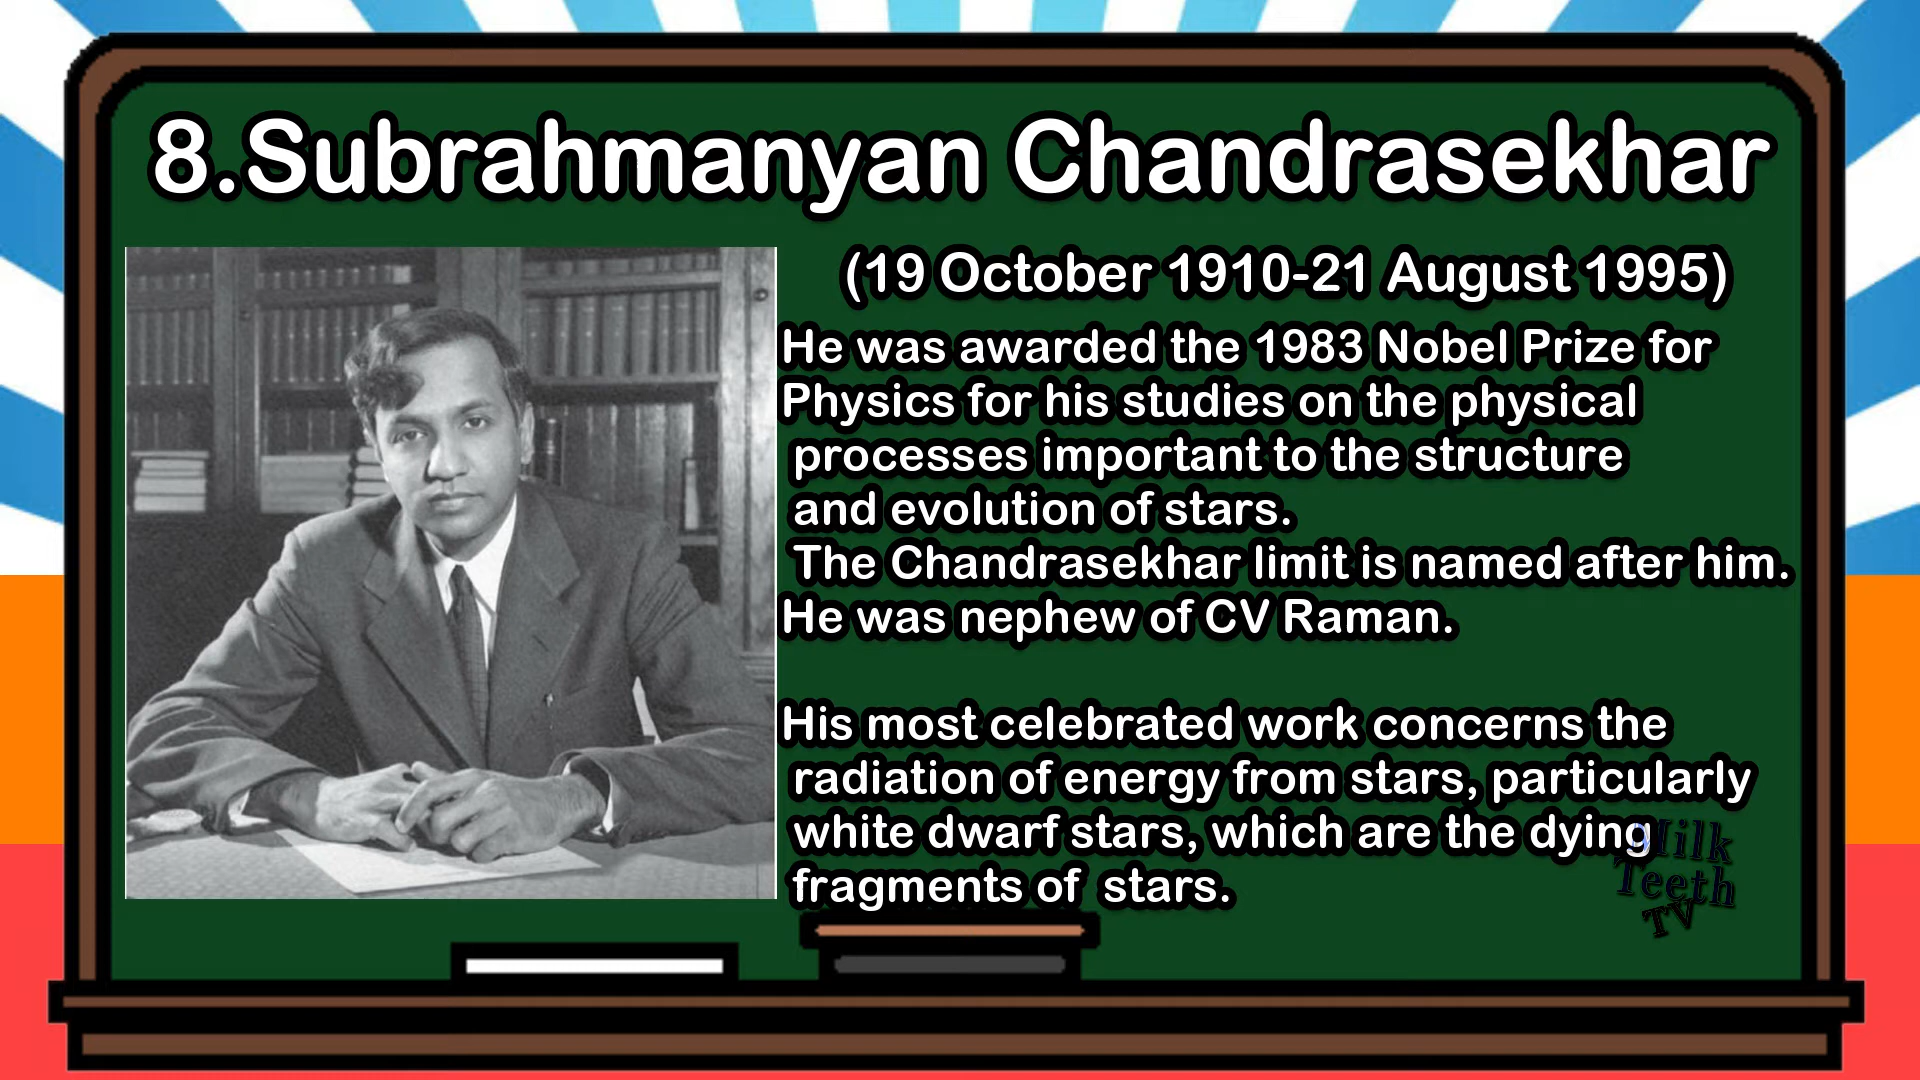 8.Subrahmanyan Chandrasekhar
(19 October 1910-21 August 1995)
He was awarded the 1983 Nobel Prize for
Physics for his studies on the physical
processes important to the structure
and evolution of stars.
The Chandrasekhar limit is named after him.
He was nephew of CV Raman.
His most celebrated work concerns the
radiation of energy from stars, particularly
white dwarf stars, which are the dying
fragments of stars.
Milk
Teeth
TV